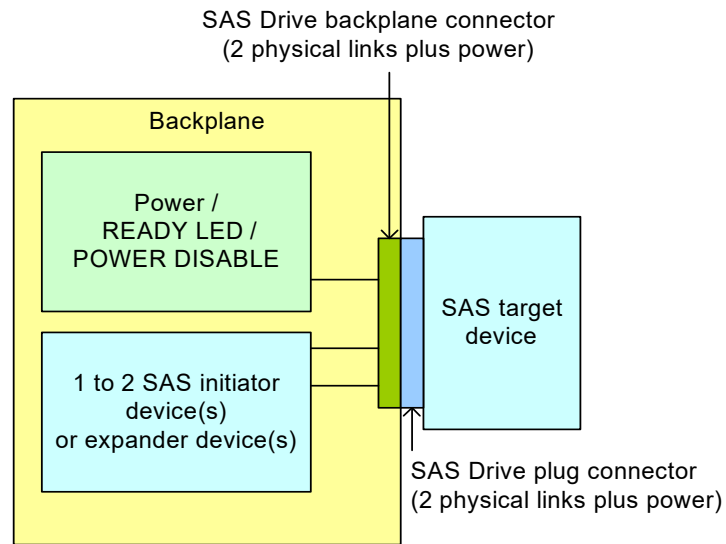 SAS Drive backplane connector
(2 physical links plus power)
Backplane
Power /
READY LED /
POWER DISABLE
SAS target
device
1 to 2 SAS initiator
device(s)
or expander device(s)
SAS Drive plug connector
(2 physical links plus power)